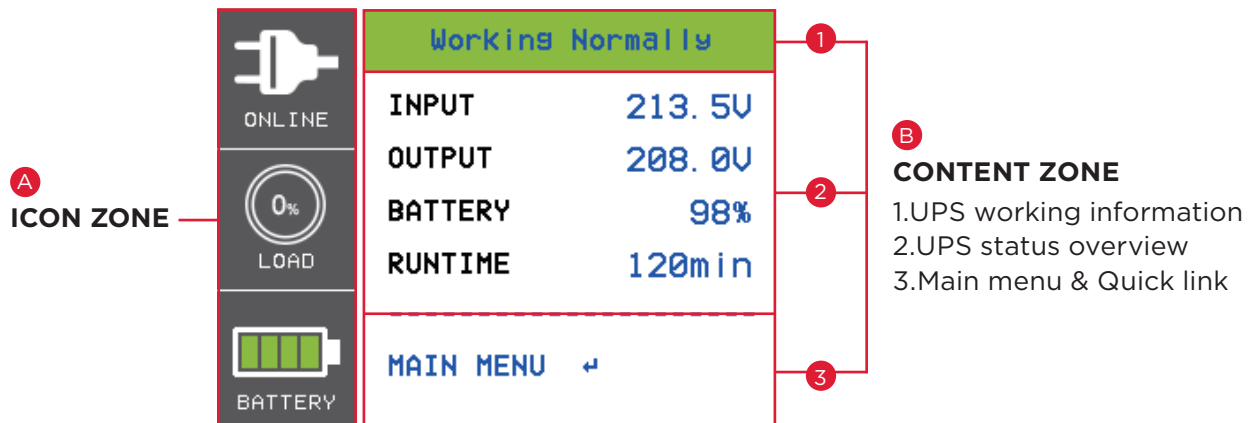 A
ICON ZONE
ONLINE
0%
LOAD
BATTERY
Working Normally
INPUT 213.5V
OUTPUT 208.0V
BATTERY 98%
RUNTIME 120min
MAIN MENU ↵
1
2
3
B
CONTENT ZONE
1.UPS working information
2.UPS status overview
3.Main menu & Quick link